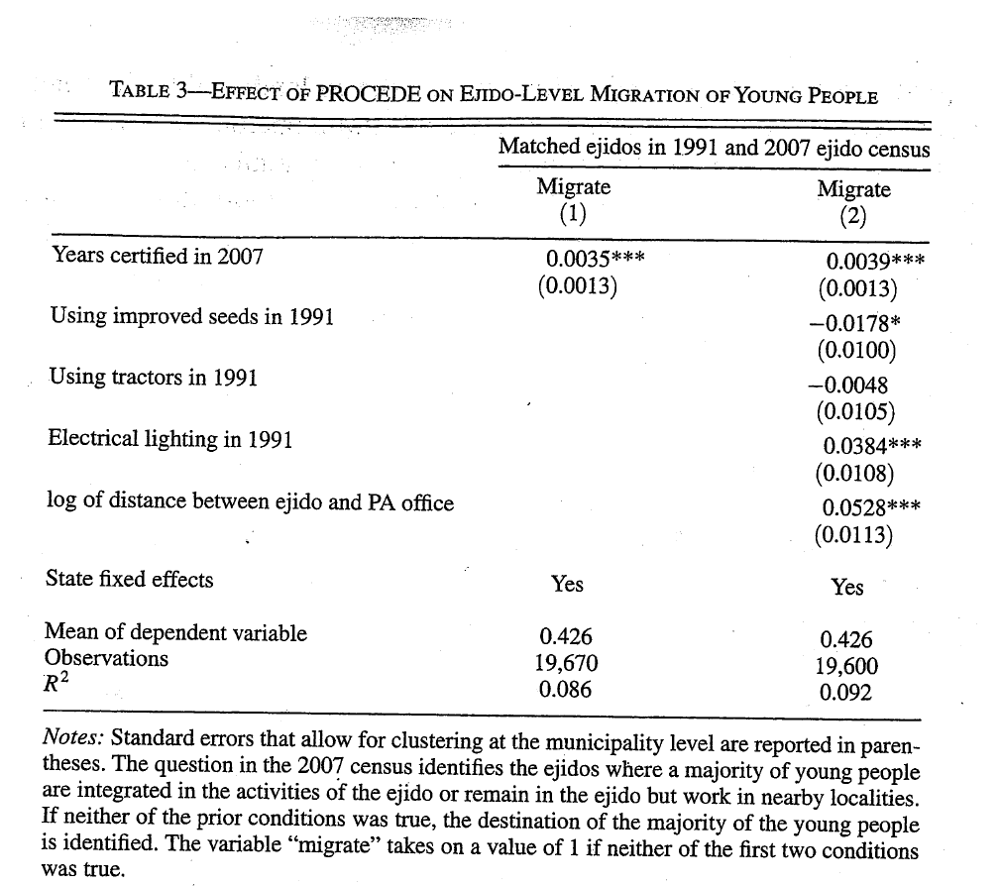 TABLE 3—EFFECT OF PROCEDE ON EJIDO-LEVEL MIGRATION OF YOUNG PEOPLE
Matched ejidos in 1991 and 2007 ejido census
Migrate Migrate
(1) (2)
Years certified in 2007 0.0035*** 0.0039***
(0.0013) (0.0013)
Using improved seeds in 1991 −0.0178*
(0.0100)
Using tractors in 1991 −0.0048
(0.0105)
Electrical lighting in 1991 0.0384***
(0.0108)
log of distance between ejido and PA office 0.0528***
(0.0113)
State fixed effects Yes Yes
Mean of dependent variable 0.426 0.426
Observations 19,670 19,600
R² 0.086 0.092
Notes: Standard errors that allow for clustering at the municipality level are reported in paren-
theses. The question in the 2007 census identifies the ejidos where a majority of young people
are integrated in the activities of the ejido or remain in the ejido but work in nearby localities.
If neither of the prior conditions was true, the destination of the majority of the young people
is identified. The variable “migrate” takes on a value of 1 if neither of the first two conditions
was true.